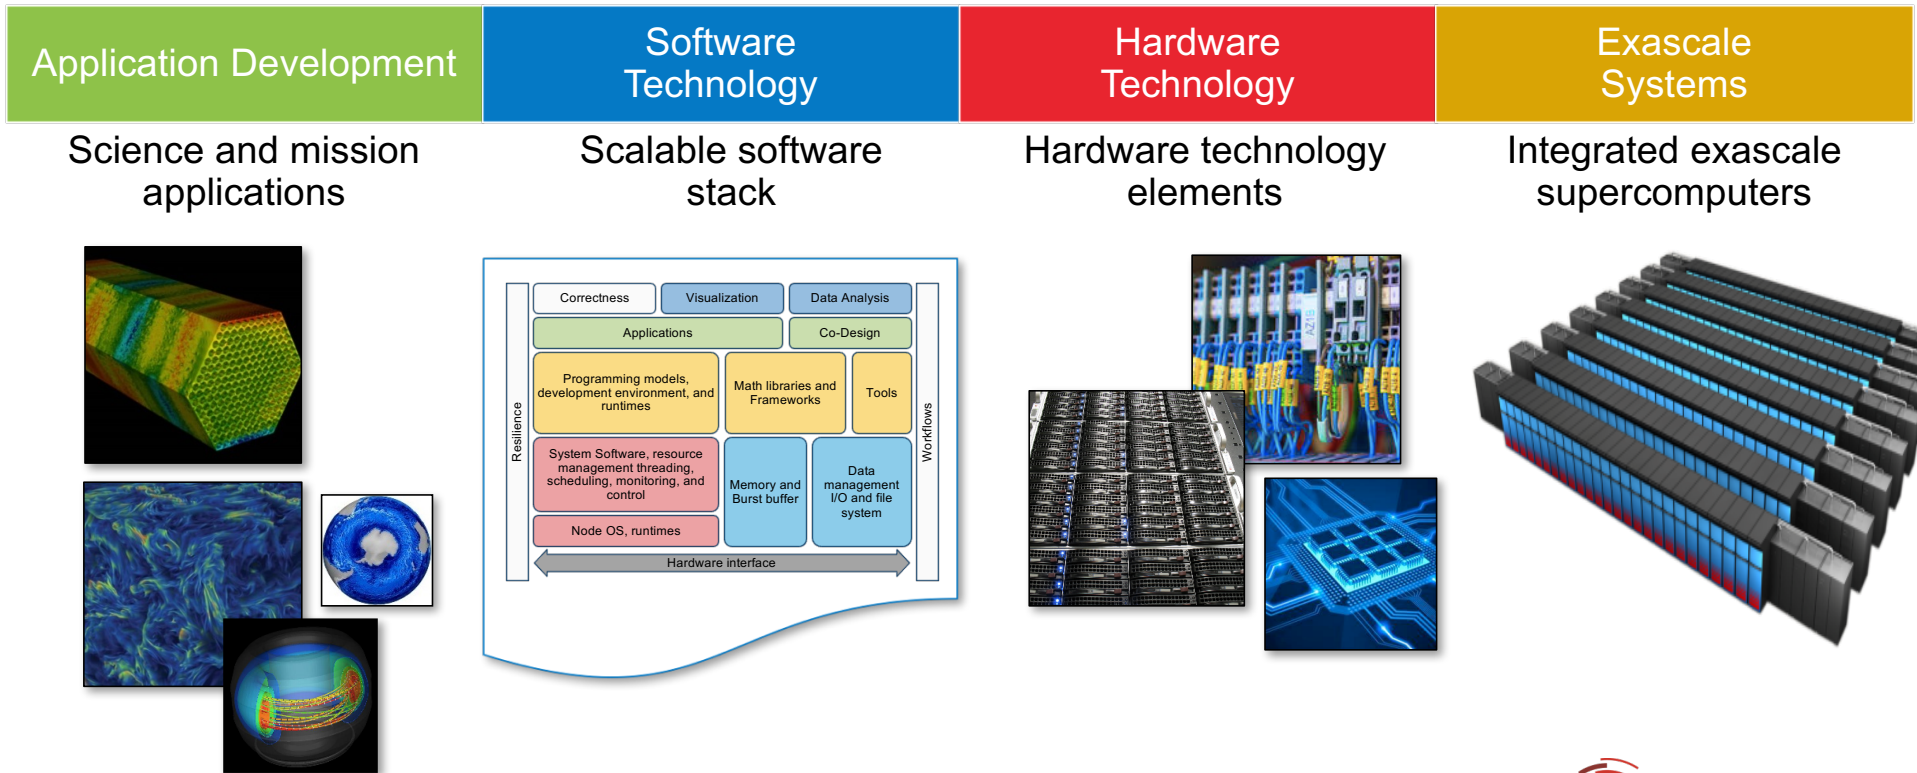 Application Development
Software
Technology
Hardware
Technology
Exascale
Systems
Science and mission
applications
Scalable software
stack
Hardware technology
elements
Integrated exascale
supercomputers
Resilience
Correctness
Visualization
Data Analysis
Applications
Co-Design
Programming models,
development environment, and
runtimes
Math libraries and
Frameworks
Tools
System Software, resource
management threading,
scheduling, monitoring, and
control
Memory and
Burst buffer
Data
management
I/O and file
system
Node OS, runtimes
Hardware interface
Workflows
AZ1B